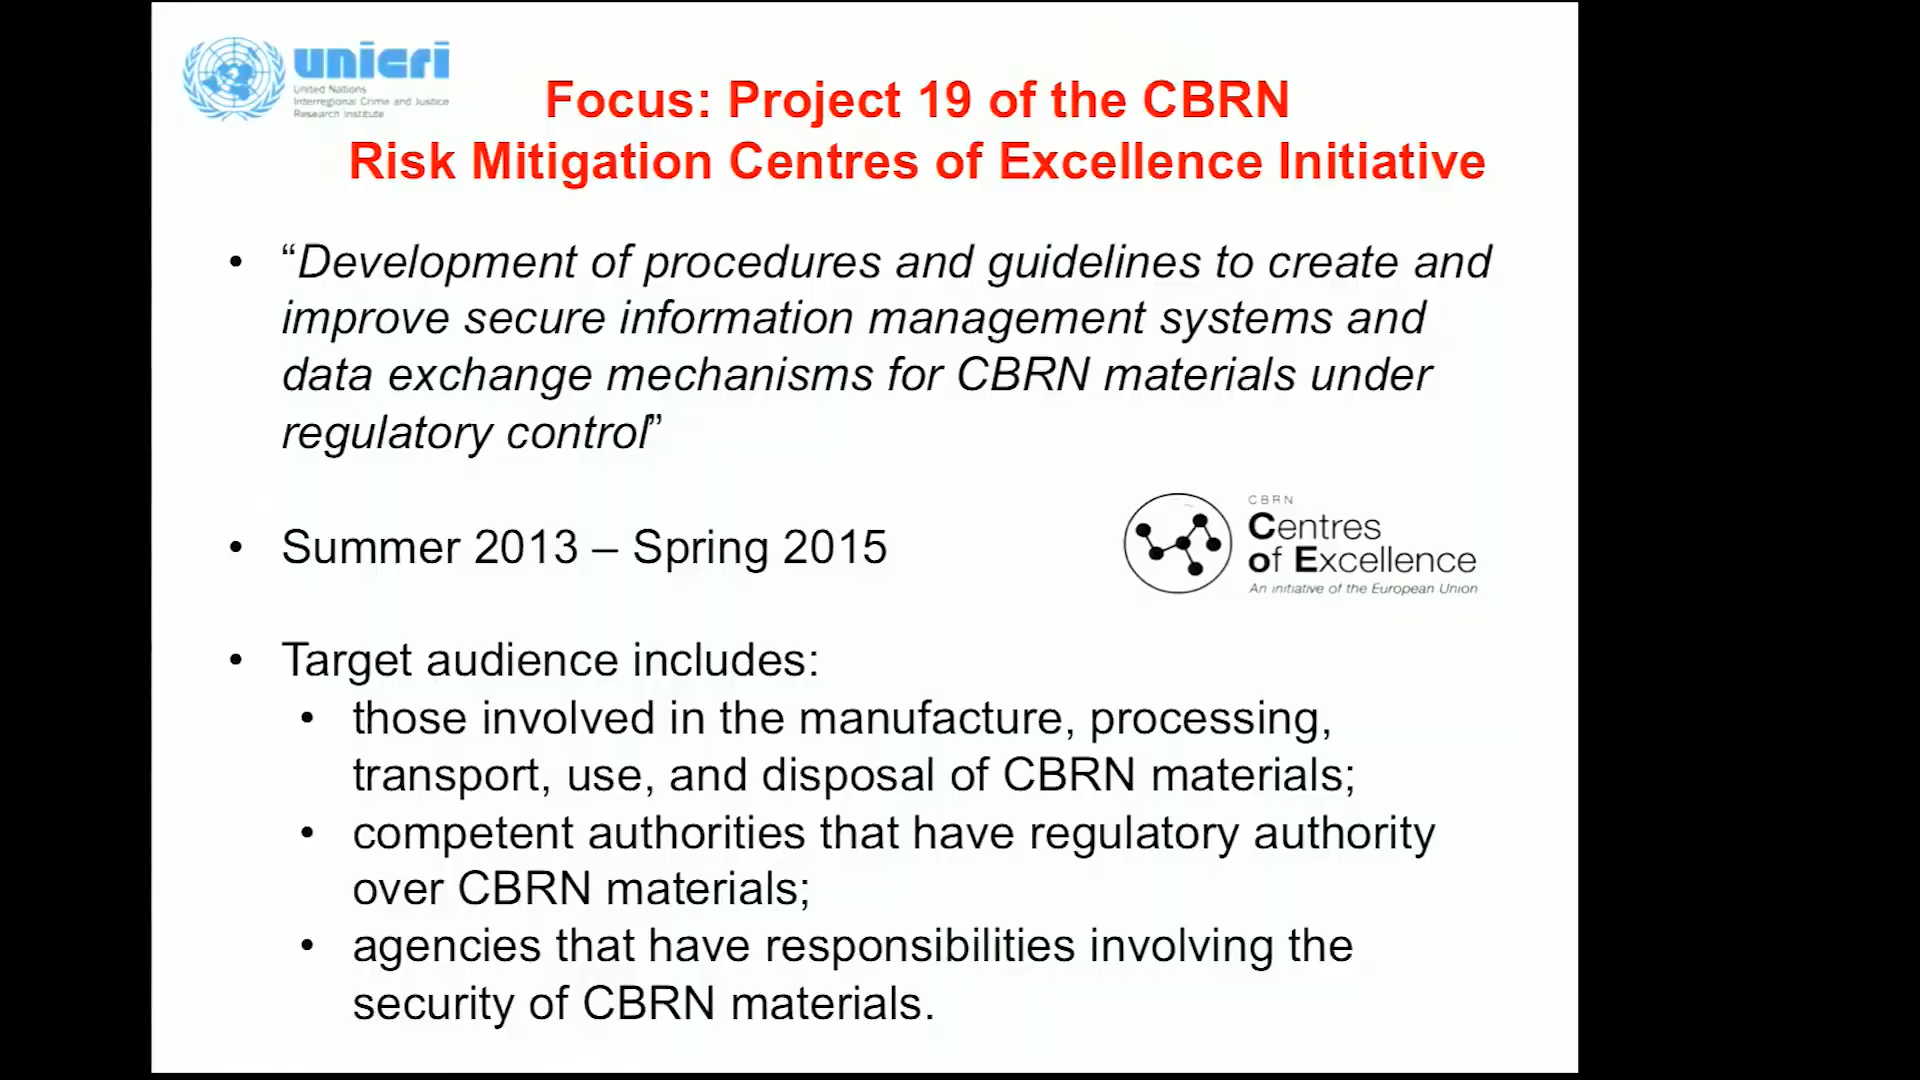 unicri
United Nations
Interregional Crime and Justice
Research Institute
Focus: Project 19 of the CBRN
Risk Mitigation Centres of Excellence Initiative
• “Development of procedures and guidelines to create and
improve secure information management systems and
data exchange mechanisms for CBRN materials under
regulatory control”
• Summer 2013 – Spring 2015
CBRN
Centres
of Excellence
An initiative of the European Union
• Target audience includes:
• those involved in the manufacture, processing,
transport, use, and disposal of CBRN materials;
• competent authorities that have regulatory authority
over CBRN materials;
• agencies that have responsibilities involving the
security of CBRN materials.